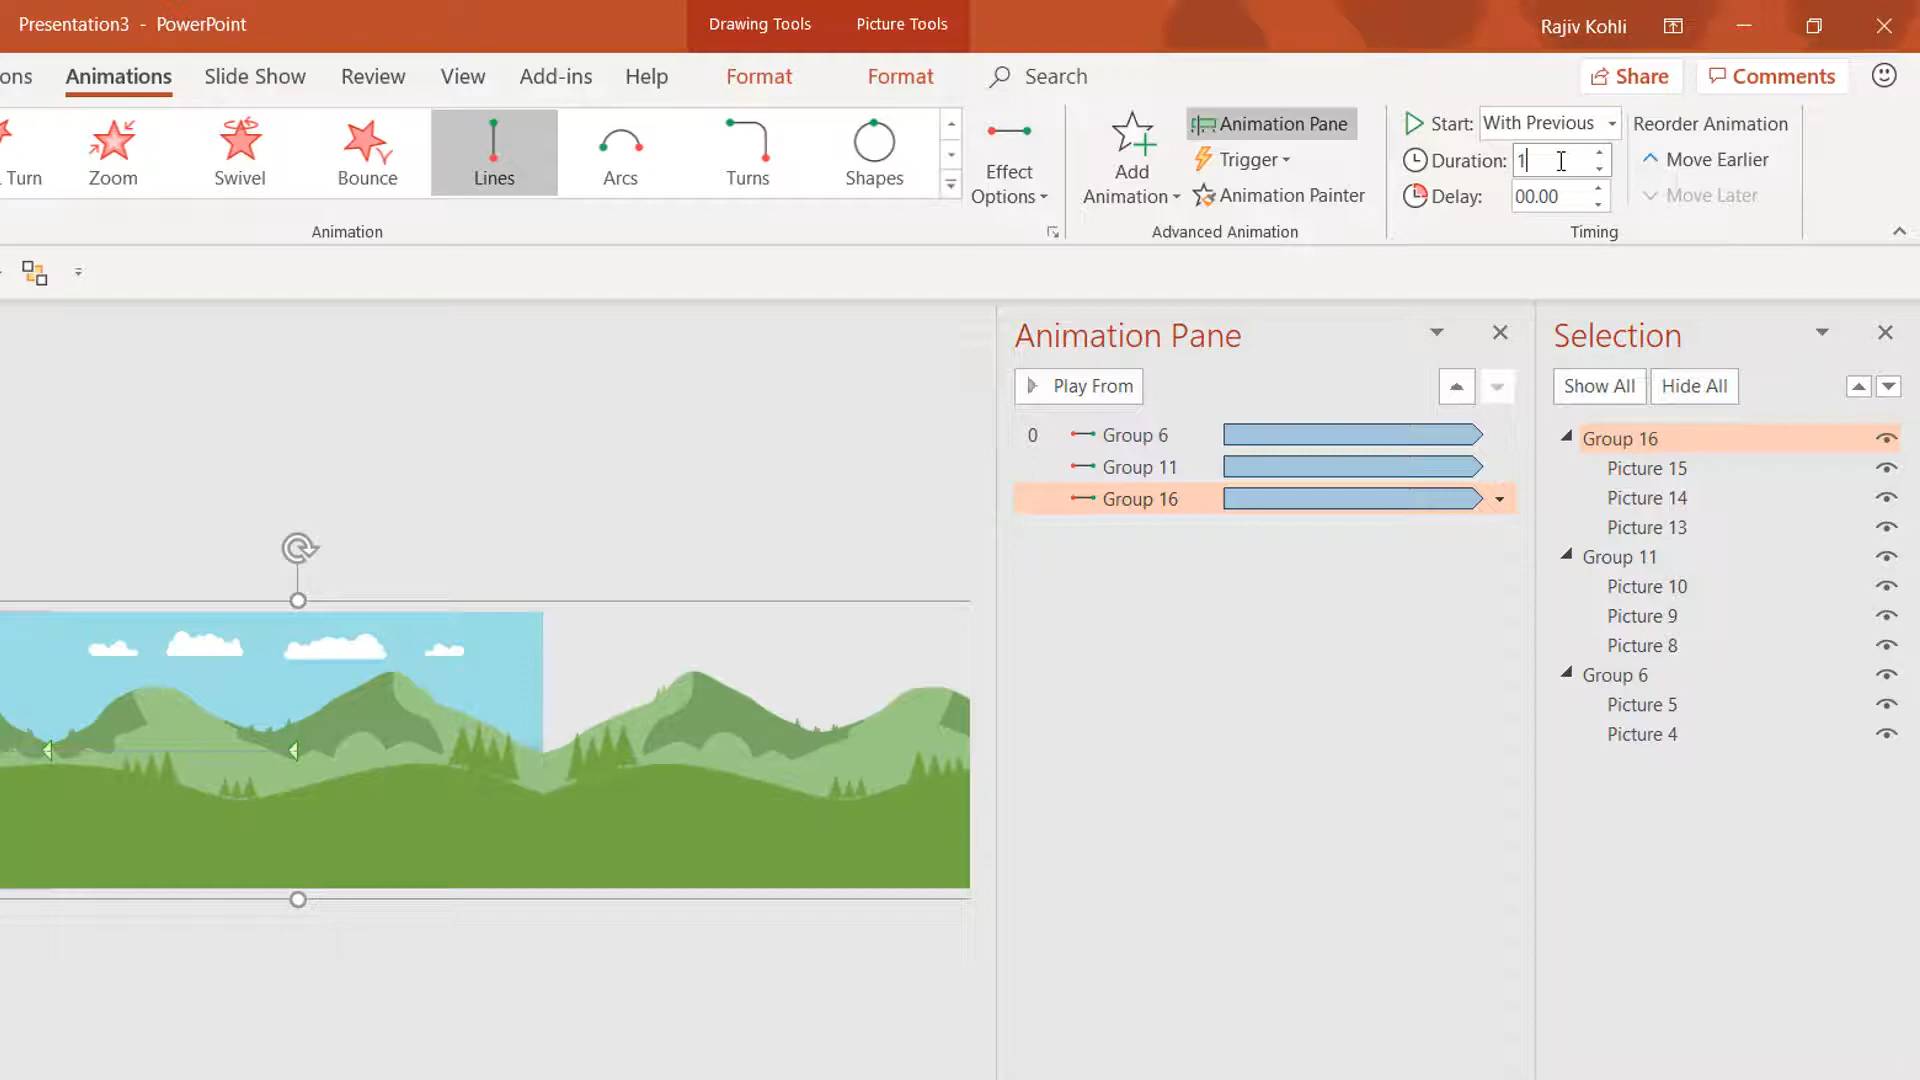 Presentation3 - PowerPoint
Drawing Tools
Picture Tools
Rajiv Kohli
ons
Animations
Slide Show
Review
View
Add-ins
Help
Format
Format
Search
Share
Comments
Turn
Zoom
Swivel
Bounce
Lines
Arcs
Turns
Shapes
Effect
Options
Add
Animation
Animation Pane
Trigger
Animation Painter
Start: With Previous
Duration: 1
Delay: 00.00
Reorder Animation
Move Earlier
Move Later
Animation
Advanced Animation
Timing
Animation Pane
Play From
0 Group 6
Group 11
Group 16
Selection
Show All
Hide All
Group 16
Picture 15
Picture 14
Picture 13
Group 11
Picture 10
Picture 9
Picture 8
Group 6
Picture 5
Picture 4